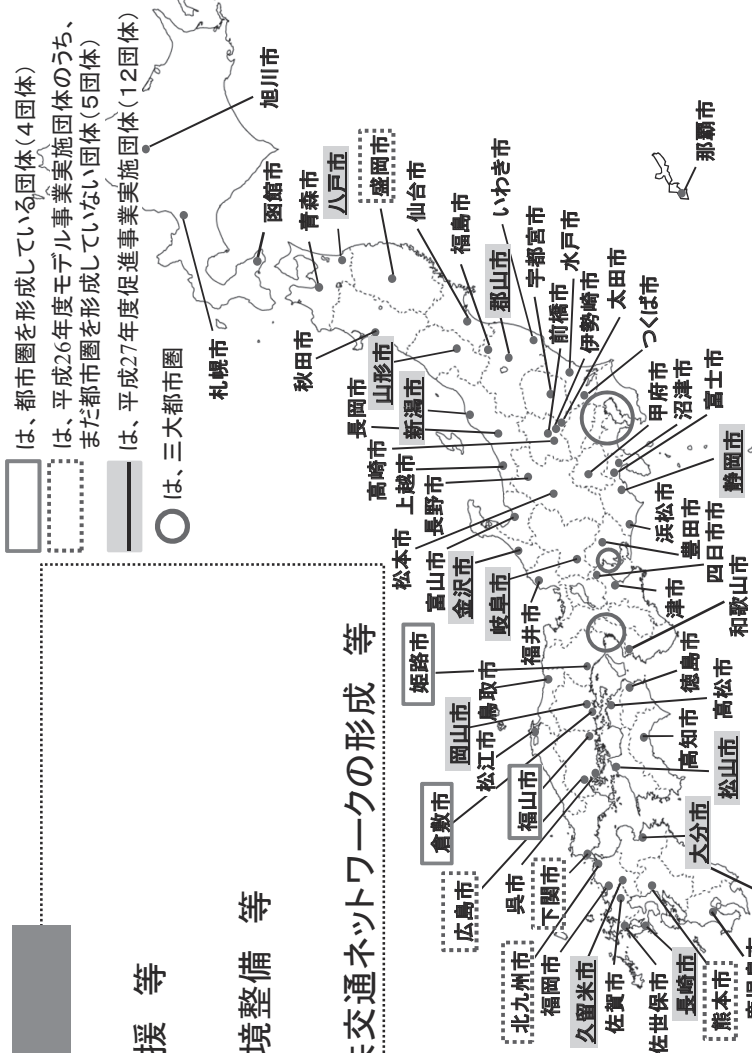 は、都市圏を形成している団体(4団体)
は、平成26年度モデル事業実施団体のうち、
まだ都市圏を形成していない団体(5団体)
は、平成27年度促進事業実施団体(12団体)
は、三大都市圏
援 等
境整備 等
交通ネットワークの形成 等
旭川市
札幌市
函館市
青森市
八戸市
盛岡市
秋田市
仙台市
山形市
福島市
郡山市
いわき市
新潟市
長岡市
宇都宮市
水戸市
前橋市
伊勢崎市
太田市
つくば市
高崎市
上越市
長野市
松本市
甲府市
沼津市
富士市
静岡市
浜松市
豊田市
四日市市
津市
富山市
金沢市
岐阜市
福井市
和歌山市
姫路市
鳥取市
岡山市
松江市
倉敷市
福山市
広島市
呉市
下関市
徳島市
高松市
高知市
松山市
大分市
北九州市
福岡市
久留米市
佐賀市
佐世保市
長崎市
熊本市
那覇市